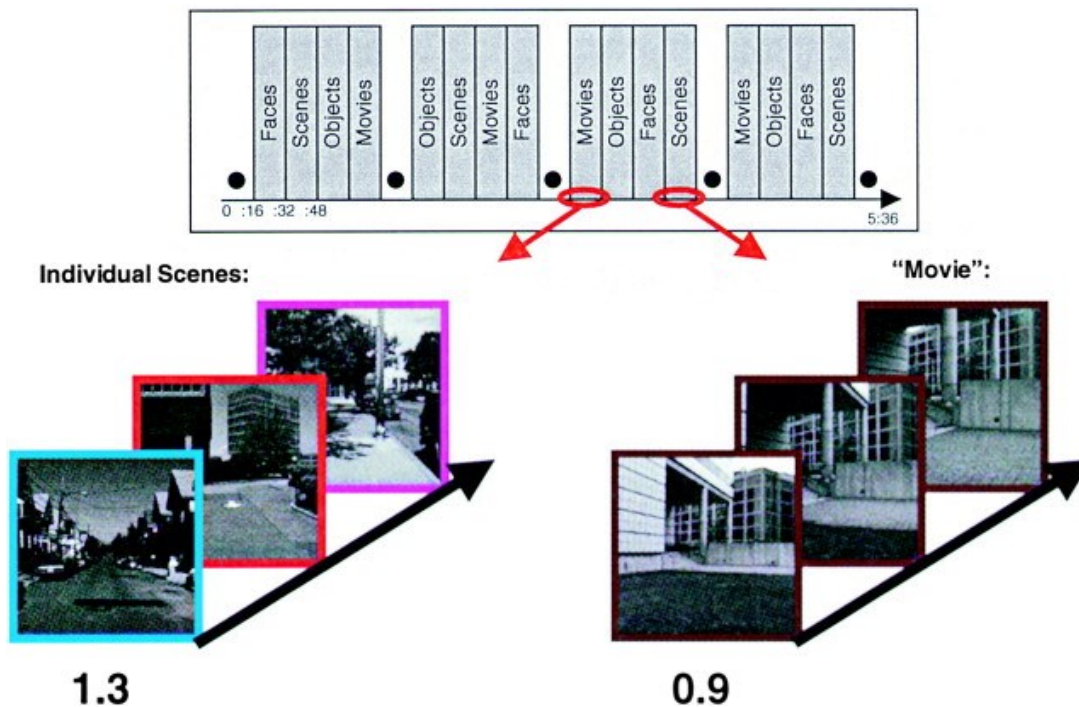 Faces
Scenes
Objects
Movies
Objects
Scenes
Movies
Faces
Movies
Objects
Faces
Scenes
Movies
Objects
Faces
Scenes
0 :16 :32 :48
5:36
Individual Scenes:
“Movie”:
1.3
0.9